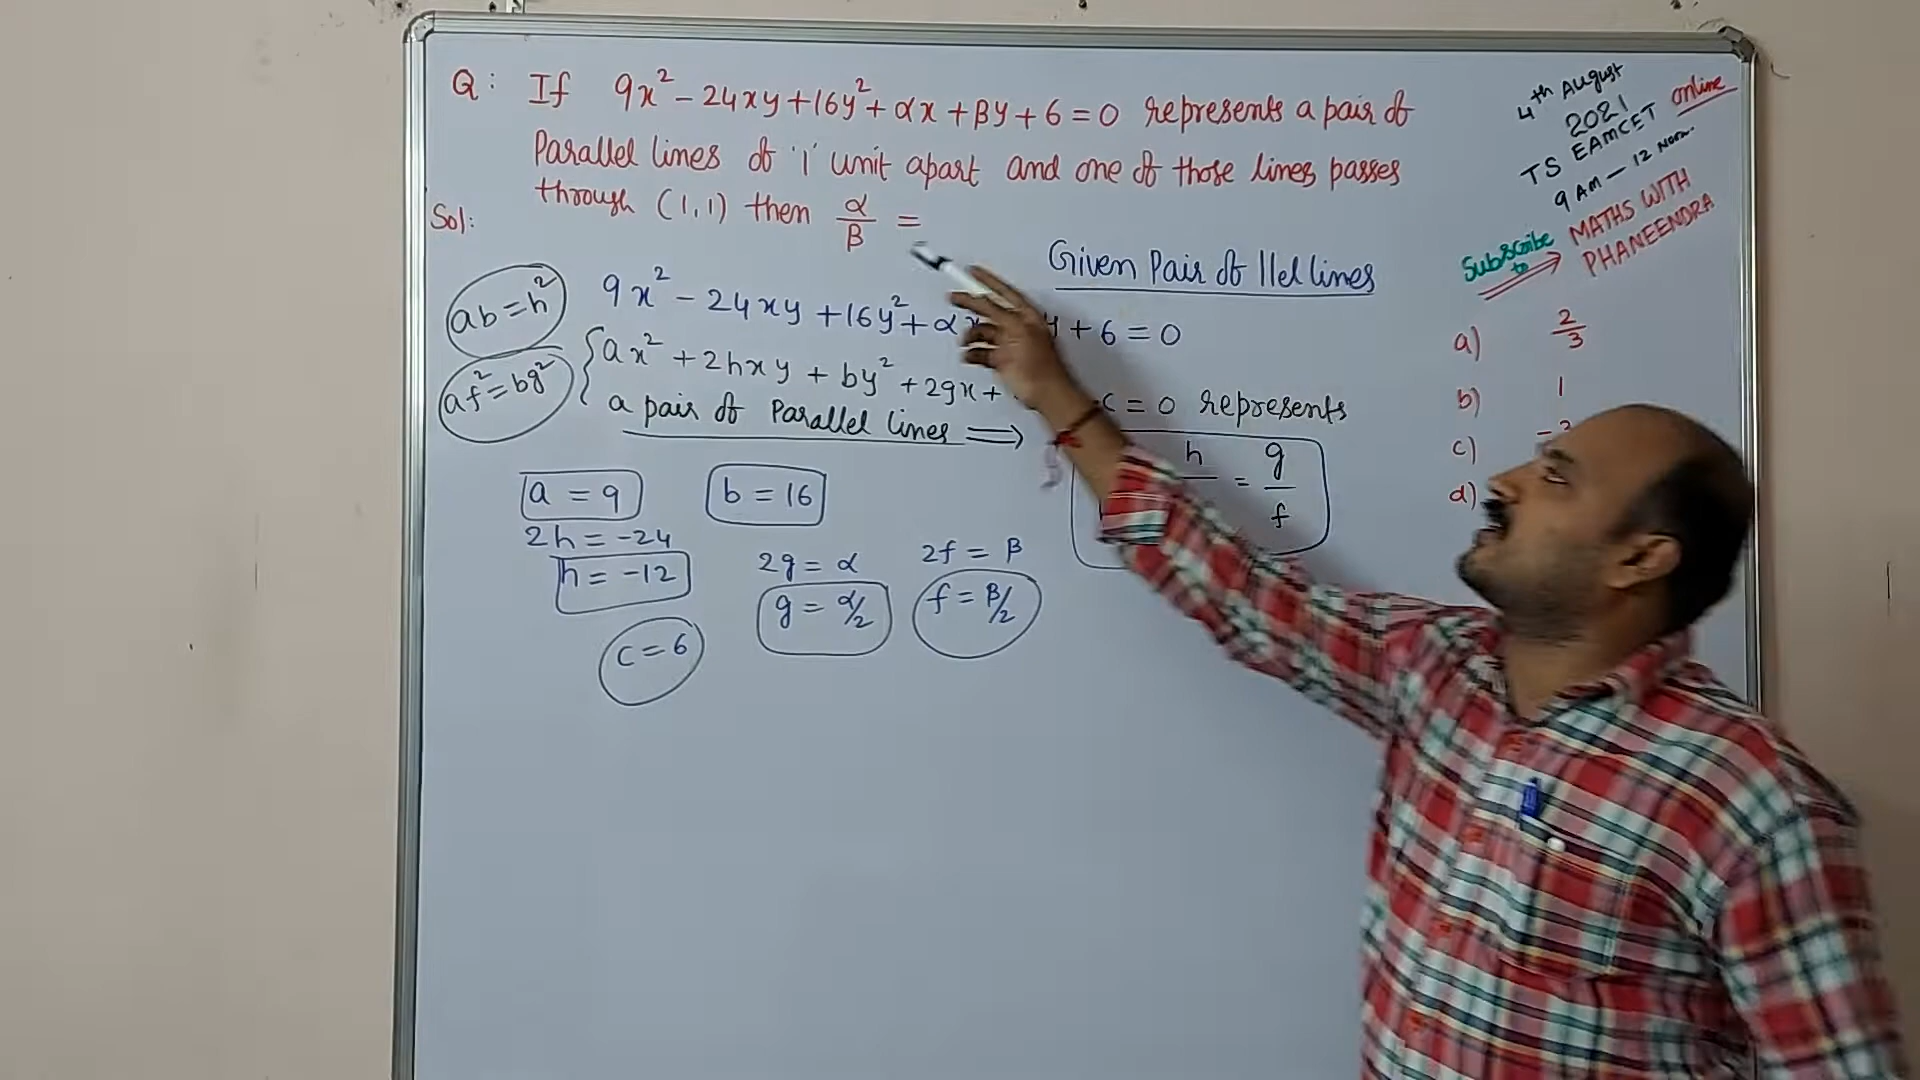 Q: If 9x² - 24xy + 16y² + αx + βy + 6 = 0 represents a pair of
Parallel lines of '1' unit apart and one of those lines passes
through (1,1) then α/β =
4th August
2021
TS EAMCET online
9 AM - 12 Noon.
Subscribe to ⟹ MATHS WITH
PHANEENDRA
Sol:
Given Pair of llel lines
ab = h²
9x² - 24xy + 16y² + αx y + 6 = 0
af² = bg²
ax² + 2hxy + by² + 2gx + c = 0 represents
a pair of Parallel lines ⟹
h = g/f
a) 2/3
b) 1
c)
d)
a = 9
b = 16
2h = -24
h = -12
2g = α
g = α/2
2f = β
f = β/2
c = 6